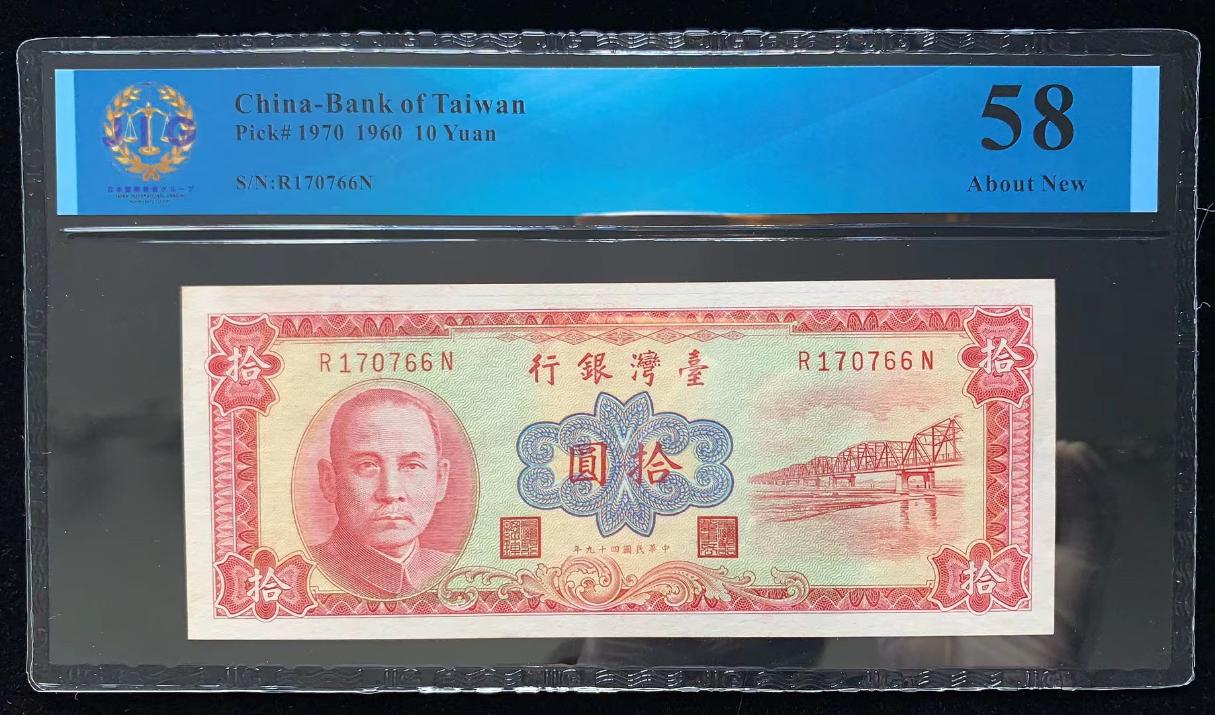 China-Bank of Taiwan
Pick# 1970 1960 10 Yuan
S/N:R170766N
58
About New
JIG
拾
R170766N
行銀灣臺
R170766N
拾
圓拾
年九十四國民華中
拾
拾